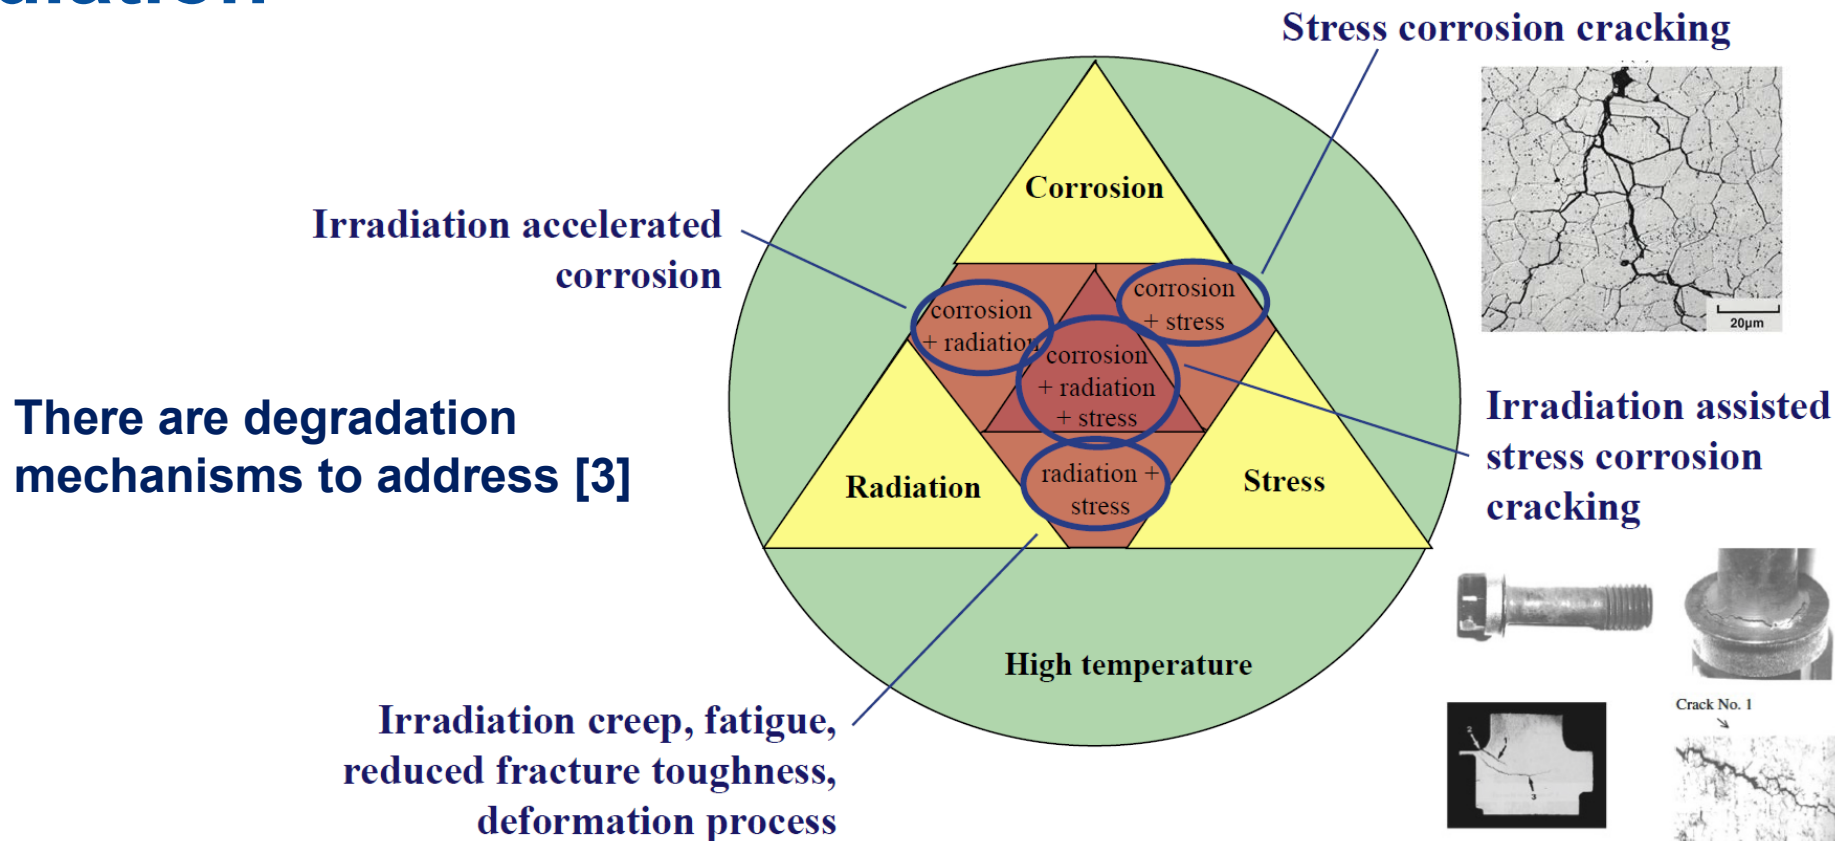 Stress corrosion cracking
20μm
Corrosion
Irradiation accelerated
corrosion
corrosion
+ radiation
corrosion
+ stress
corrosion
+ radiation
+ stress
There are degradation
mechanisms to address [3]
Irradiation assisted
stress corrosion
cracking
Radiation
radiation +
stress
Stress
High temperature
Irradiation creep, fatigue,
reduced fracture toughness,
deformation process
Crack No. 1
3